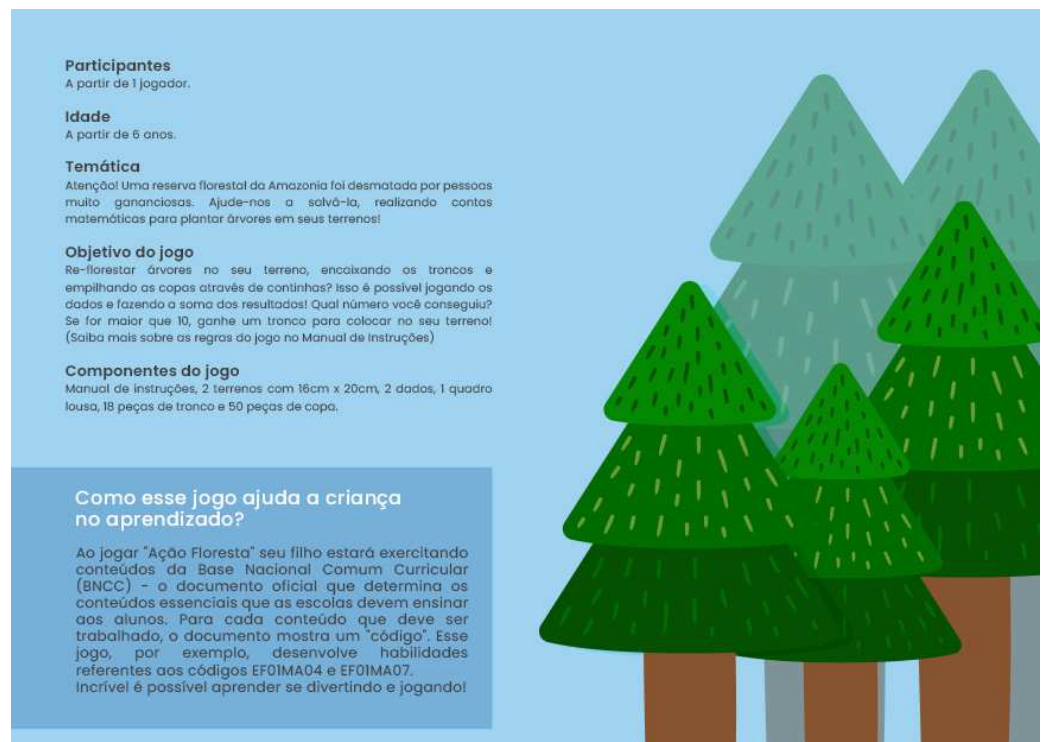 Participantes
A partir de 1 jogador.
Idade
A partir de 6 anos.
Temática
Atenção! Uma reserva florestal da Amazonia foi desmatada por pessoas
muito gananciosas. Ajude-nos a salvá-la, realizando contas
matemáticas para plantar árvores em seus terrenos!
Objetivo do jogo
Re-florestar árvores no seu terreno, encaixando os troncos e
empilhando as copas através de continhas? Isso é possível jogando os
dados e fazendo a soma dos resultados! Qual número você conseguiu?
Se for maior que 10, ganhe um tronco para colocar no seu terreno!
(Saiba mais sobre as regras do jogo no Manual de Instruções)
Componentes do jogo
Manual de instruções, 2 terrenos com 16cm x 20cm, 2 dados, 1 quadro
lousa, 18 peças de tronco e 50 peças de copa.
Como esse jogo ajuda a criança
no aprendizado?
Ao jogar "Ação Floresta" seu filho estará exercitando
conteúdos da Base Nacional Comum Curricular
(BNCC) - o documento oficial que determina os
conteúdos essenciais que as escolas devem ensinar
aos alunos. Para cada conteúdo que deve ser
trabalhado, o documento mostra um "código". Esse
jogo, por exemplo, desenvolve habilidades
referentes aos códigos EF01MA04 e EF01MA07.
Incrível é possível aprender se divertindo e jogando!